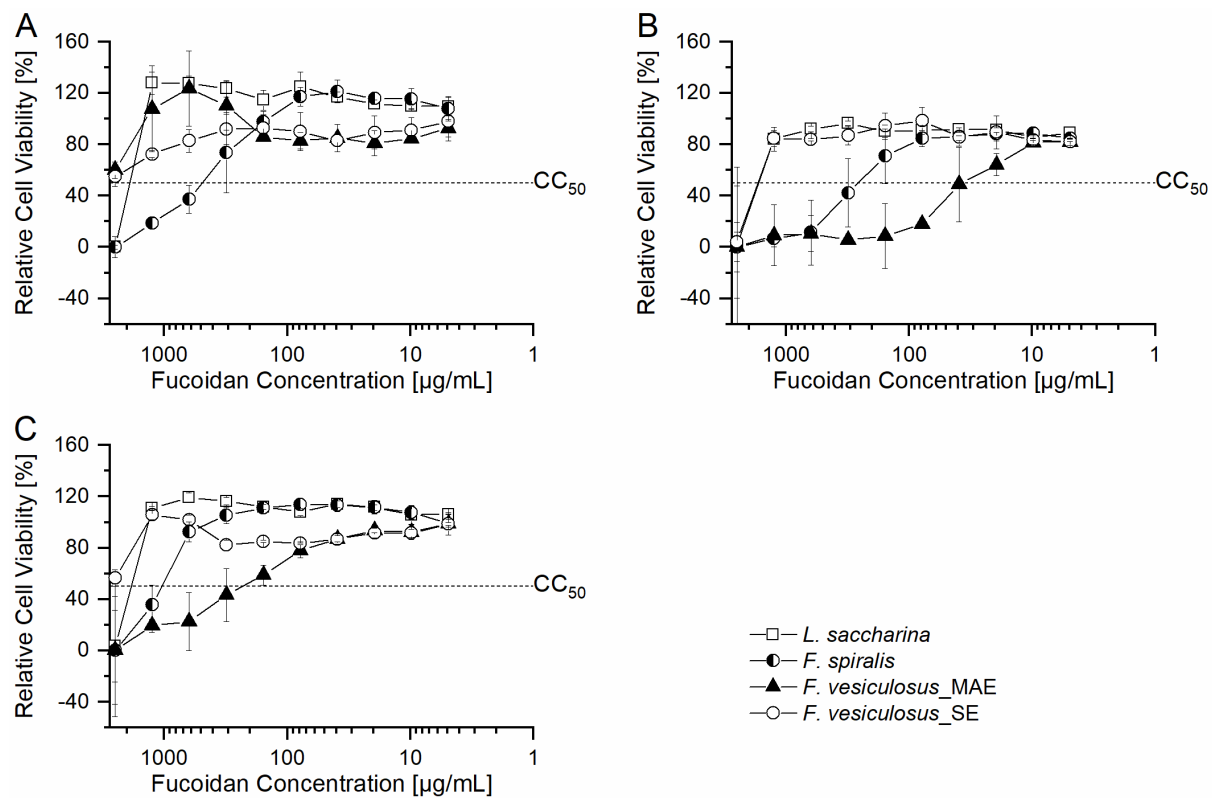 A
160
120
80
40
0
-40
Relative Cell Viability [%]
CC50
1000
100
10
1
Fucoidan Concentration [µg/mL]
B
160
120
80
40
0
-40
Relative Cell Viability [%]
CC50
1000
100
10
1
Fucoidan Concentration [µg/mL]
C
160
120
80
40
0
-40
Relative Cell Viability [%]
CC50
1000
100
10
1
Fucoidan Concentration [µg/mL]
L. saccharina
F. spiralis
F. vesiculosus_MAE
F. vesiculosus_SE